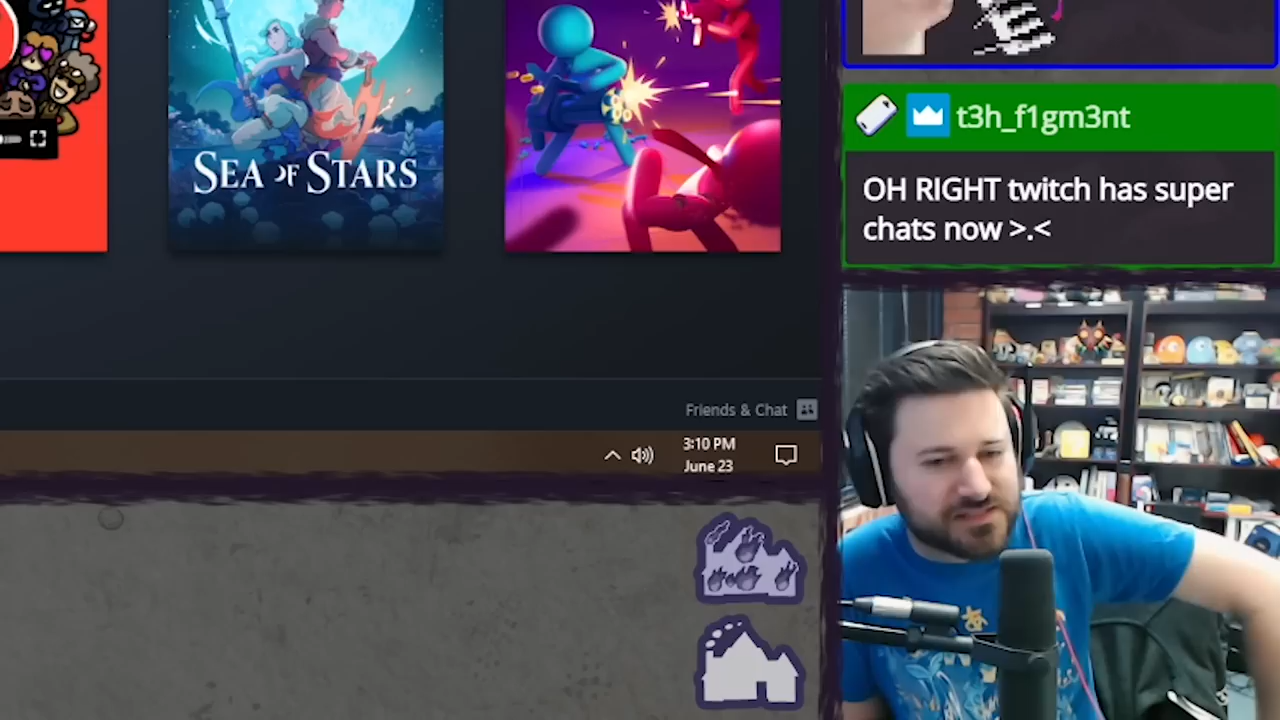 SEA OF STARS
t3h_f1gm3nt
OH RIGHT twitch has super
chats now >.<
Friends & Chat
3:10 PM
June 23